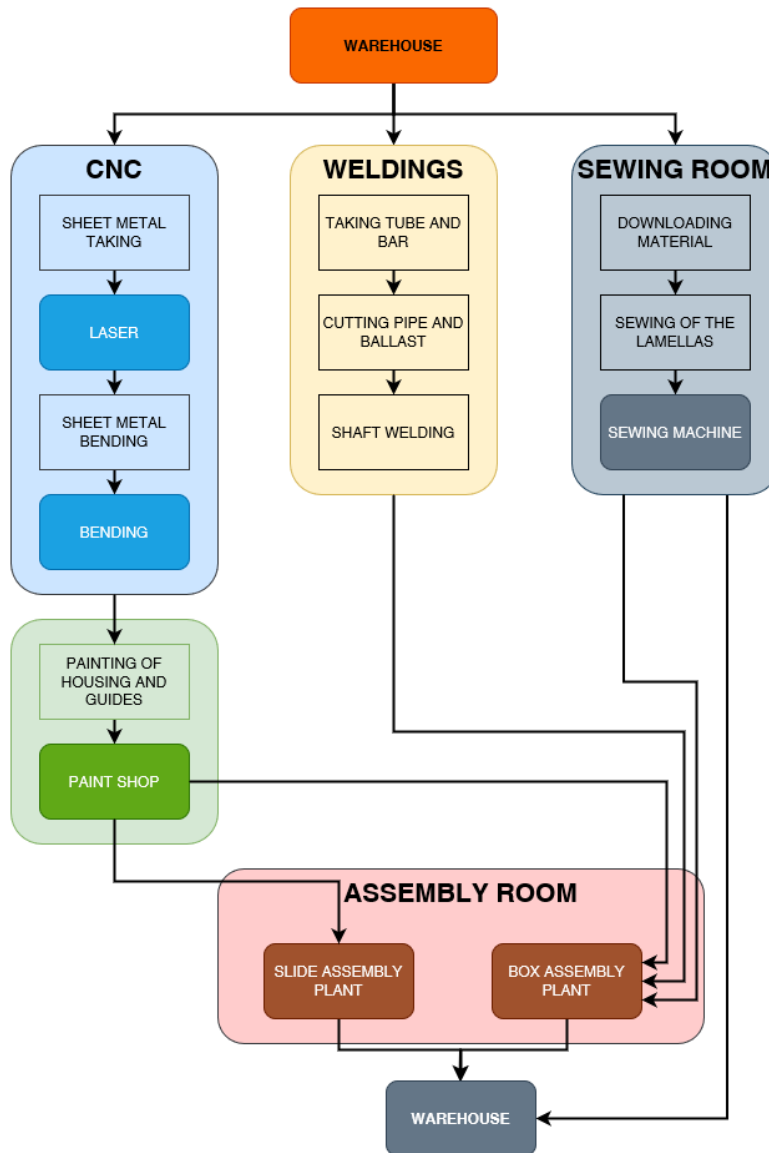 WAREHOUSE
CNC
SHEET METAL
TAKING
LASER
SHEET METAL
BENDING
BENDING
WELDINGS
TAKING TUBE AND
BAR
CUTTING PIPE AND
BALLAST
SHAFT WELDING
SEWING ROOM
DOWNLOADING
MATERIAL
SEWING OF THE
LAMELLAS
SEWING MACHINE
PAINTING OF
HOUSING AND
GUIDES
PAINT SHOP
ASSEMBLY ROOM
SLIDE ASSEMBLY
PLANT
BOX ASSEMBLY
PLANT
WAREHOUSE